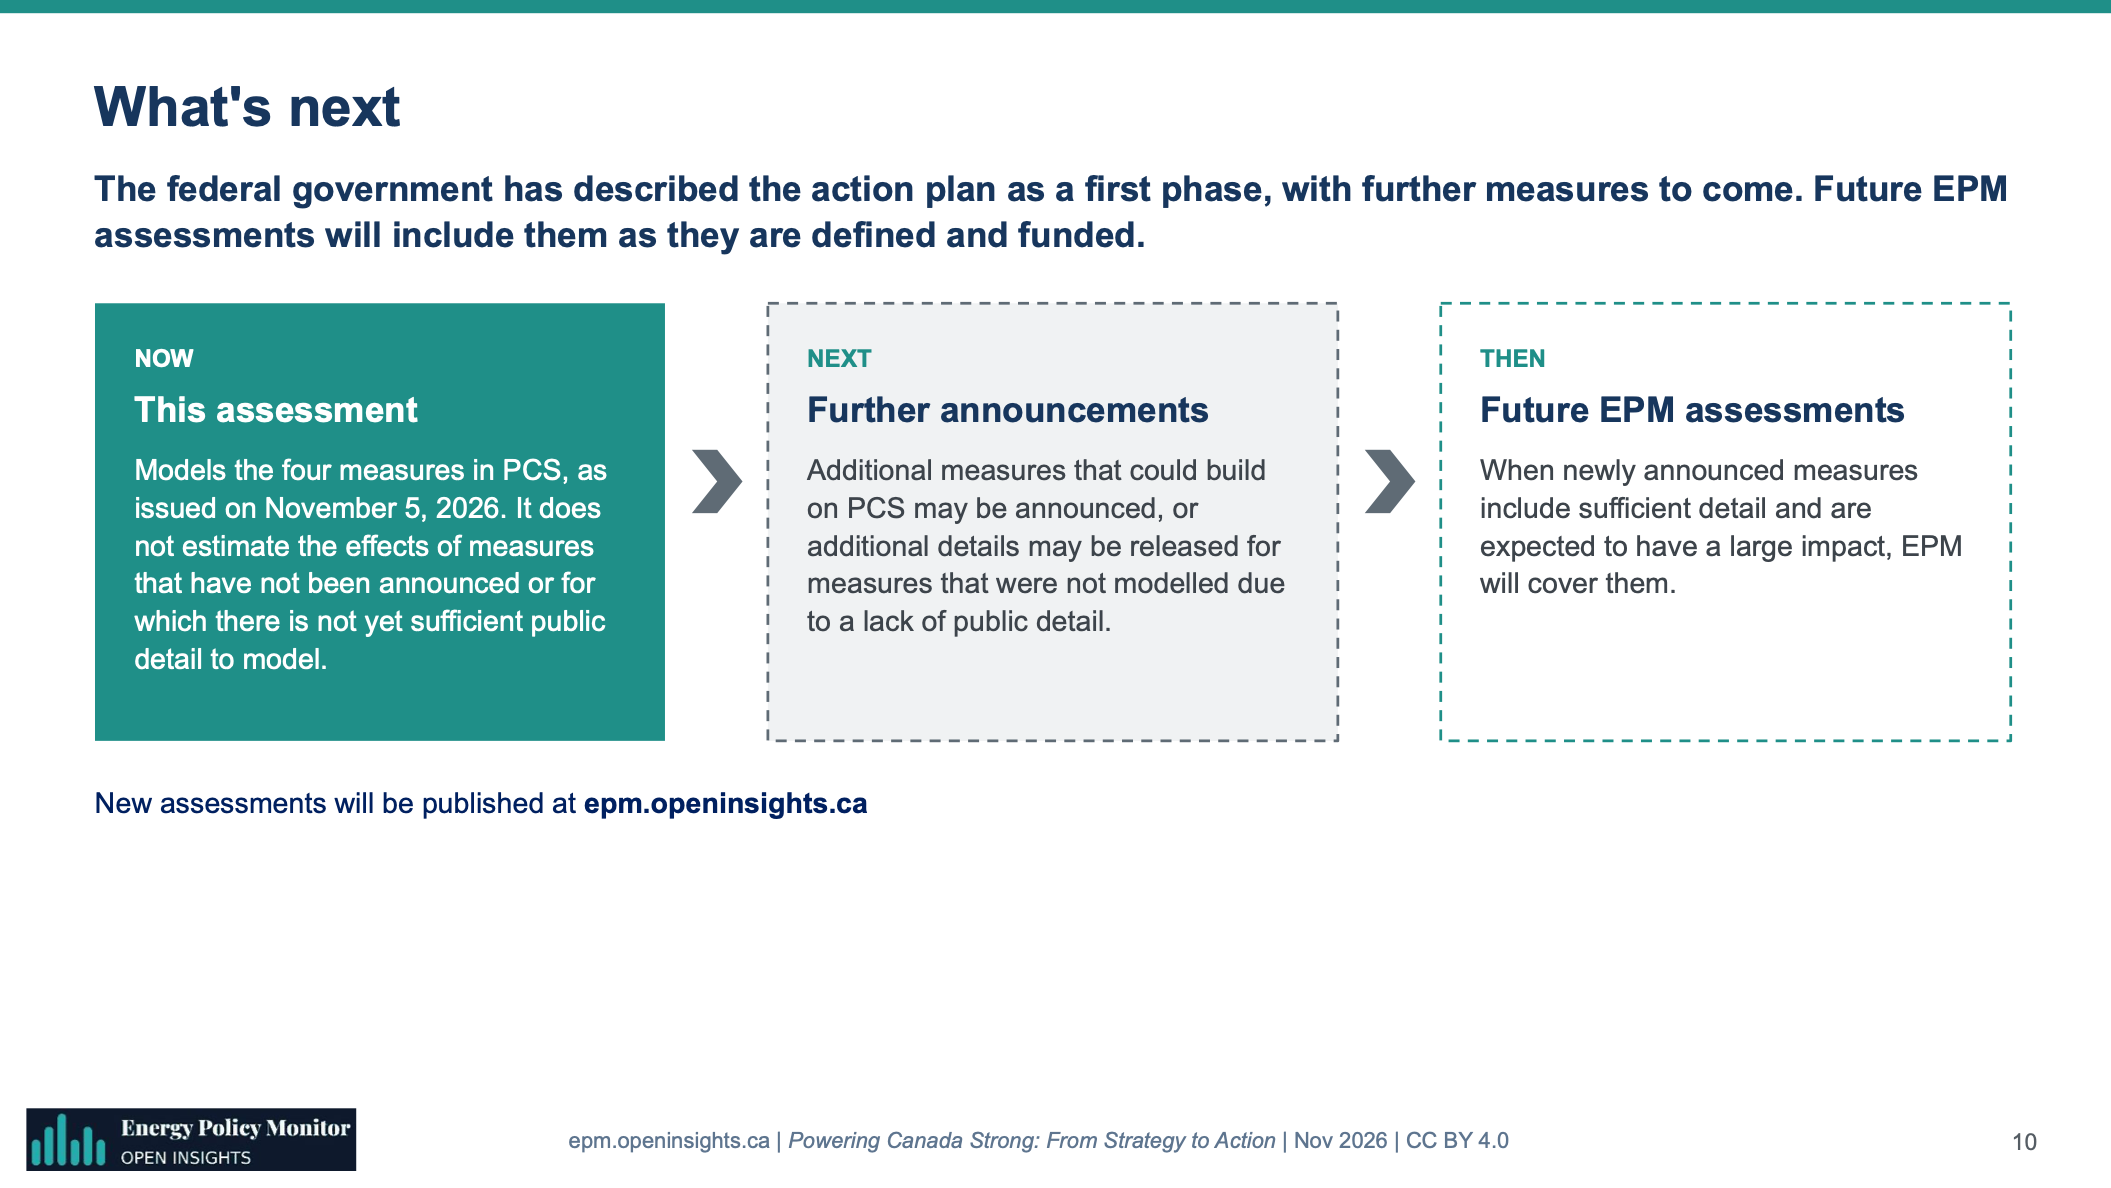 What's next
The federal government has described the action plan as a first phase, with further measures to come. Future EPM
assessments will include them as they are defined and funded.
NOW
This assessment
Models the four measures in PCS, as
issued on November 5, 2026. It does
not estimate the effects of measures
that have not been announced or for
which there is not yet sufficient public
detail to model.
NEXT
Further announcements
Additional measures that could build
on PCS may be announced, or
additional details may be released for
measures that were not modelled due
to a lack of public detail.
THEN
Future EPM assessments
When newly announced measures
include sufficient detail and are
expected to have a large impact, EPM
will cover them.
New assessments will be published at epm.openinsights.ca
Energy Policy Monitor
OPEN INSIGHTS
epm.openinsights.ca | Powering Canada Strong: From Strategy to Action | Nov 2026 | CC BY 4.0
10